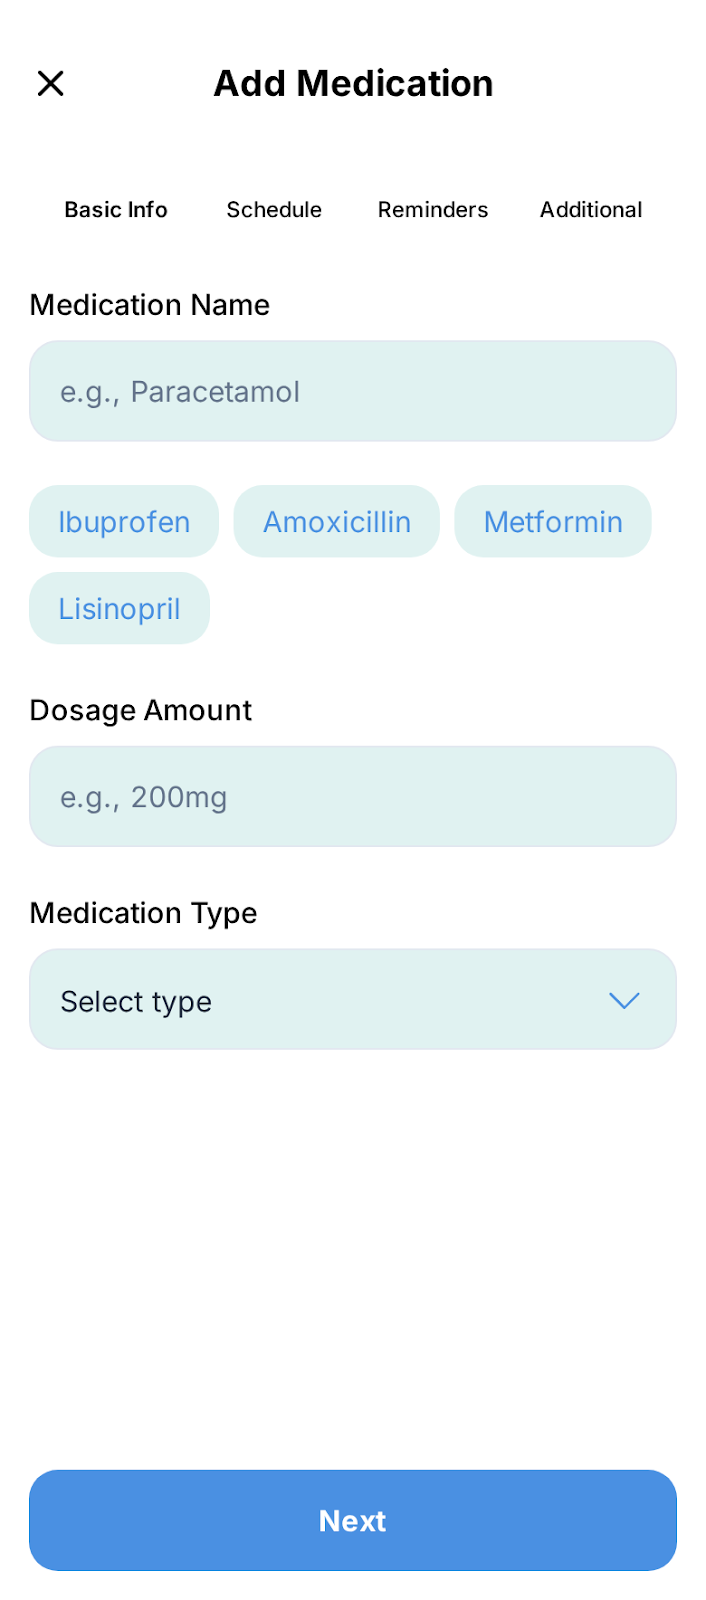 Add Medication
Basic Info Schedule Reminders Additional
Medication Name
e.g., Paracetamol
Ibuprofen Amoxicillin Metformin
Lisinopril
Dosage Amount
e.g., 200mg
Medication Type
Select type
Next